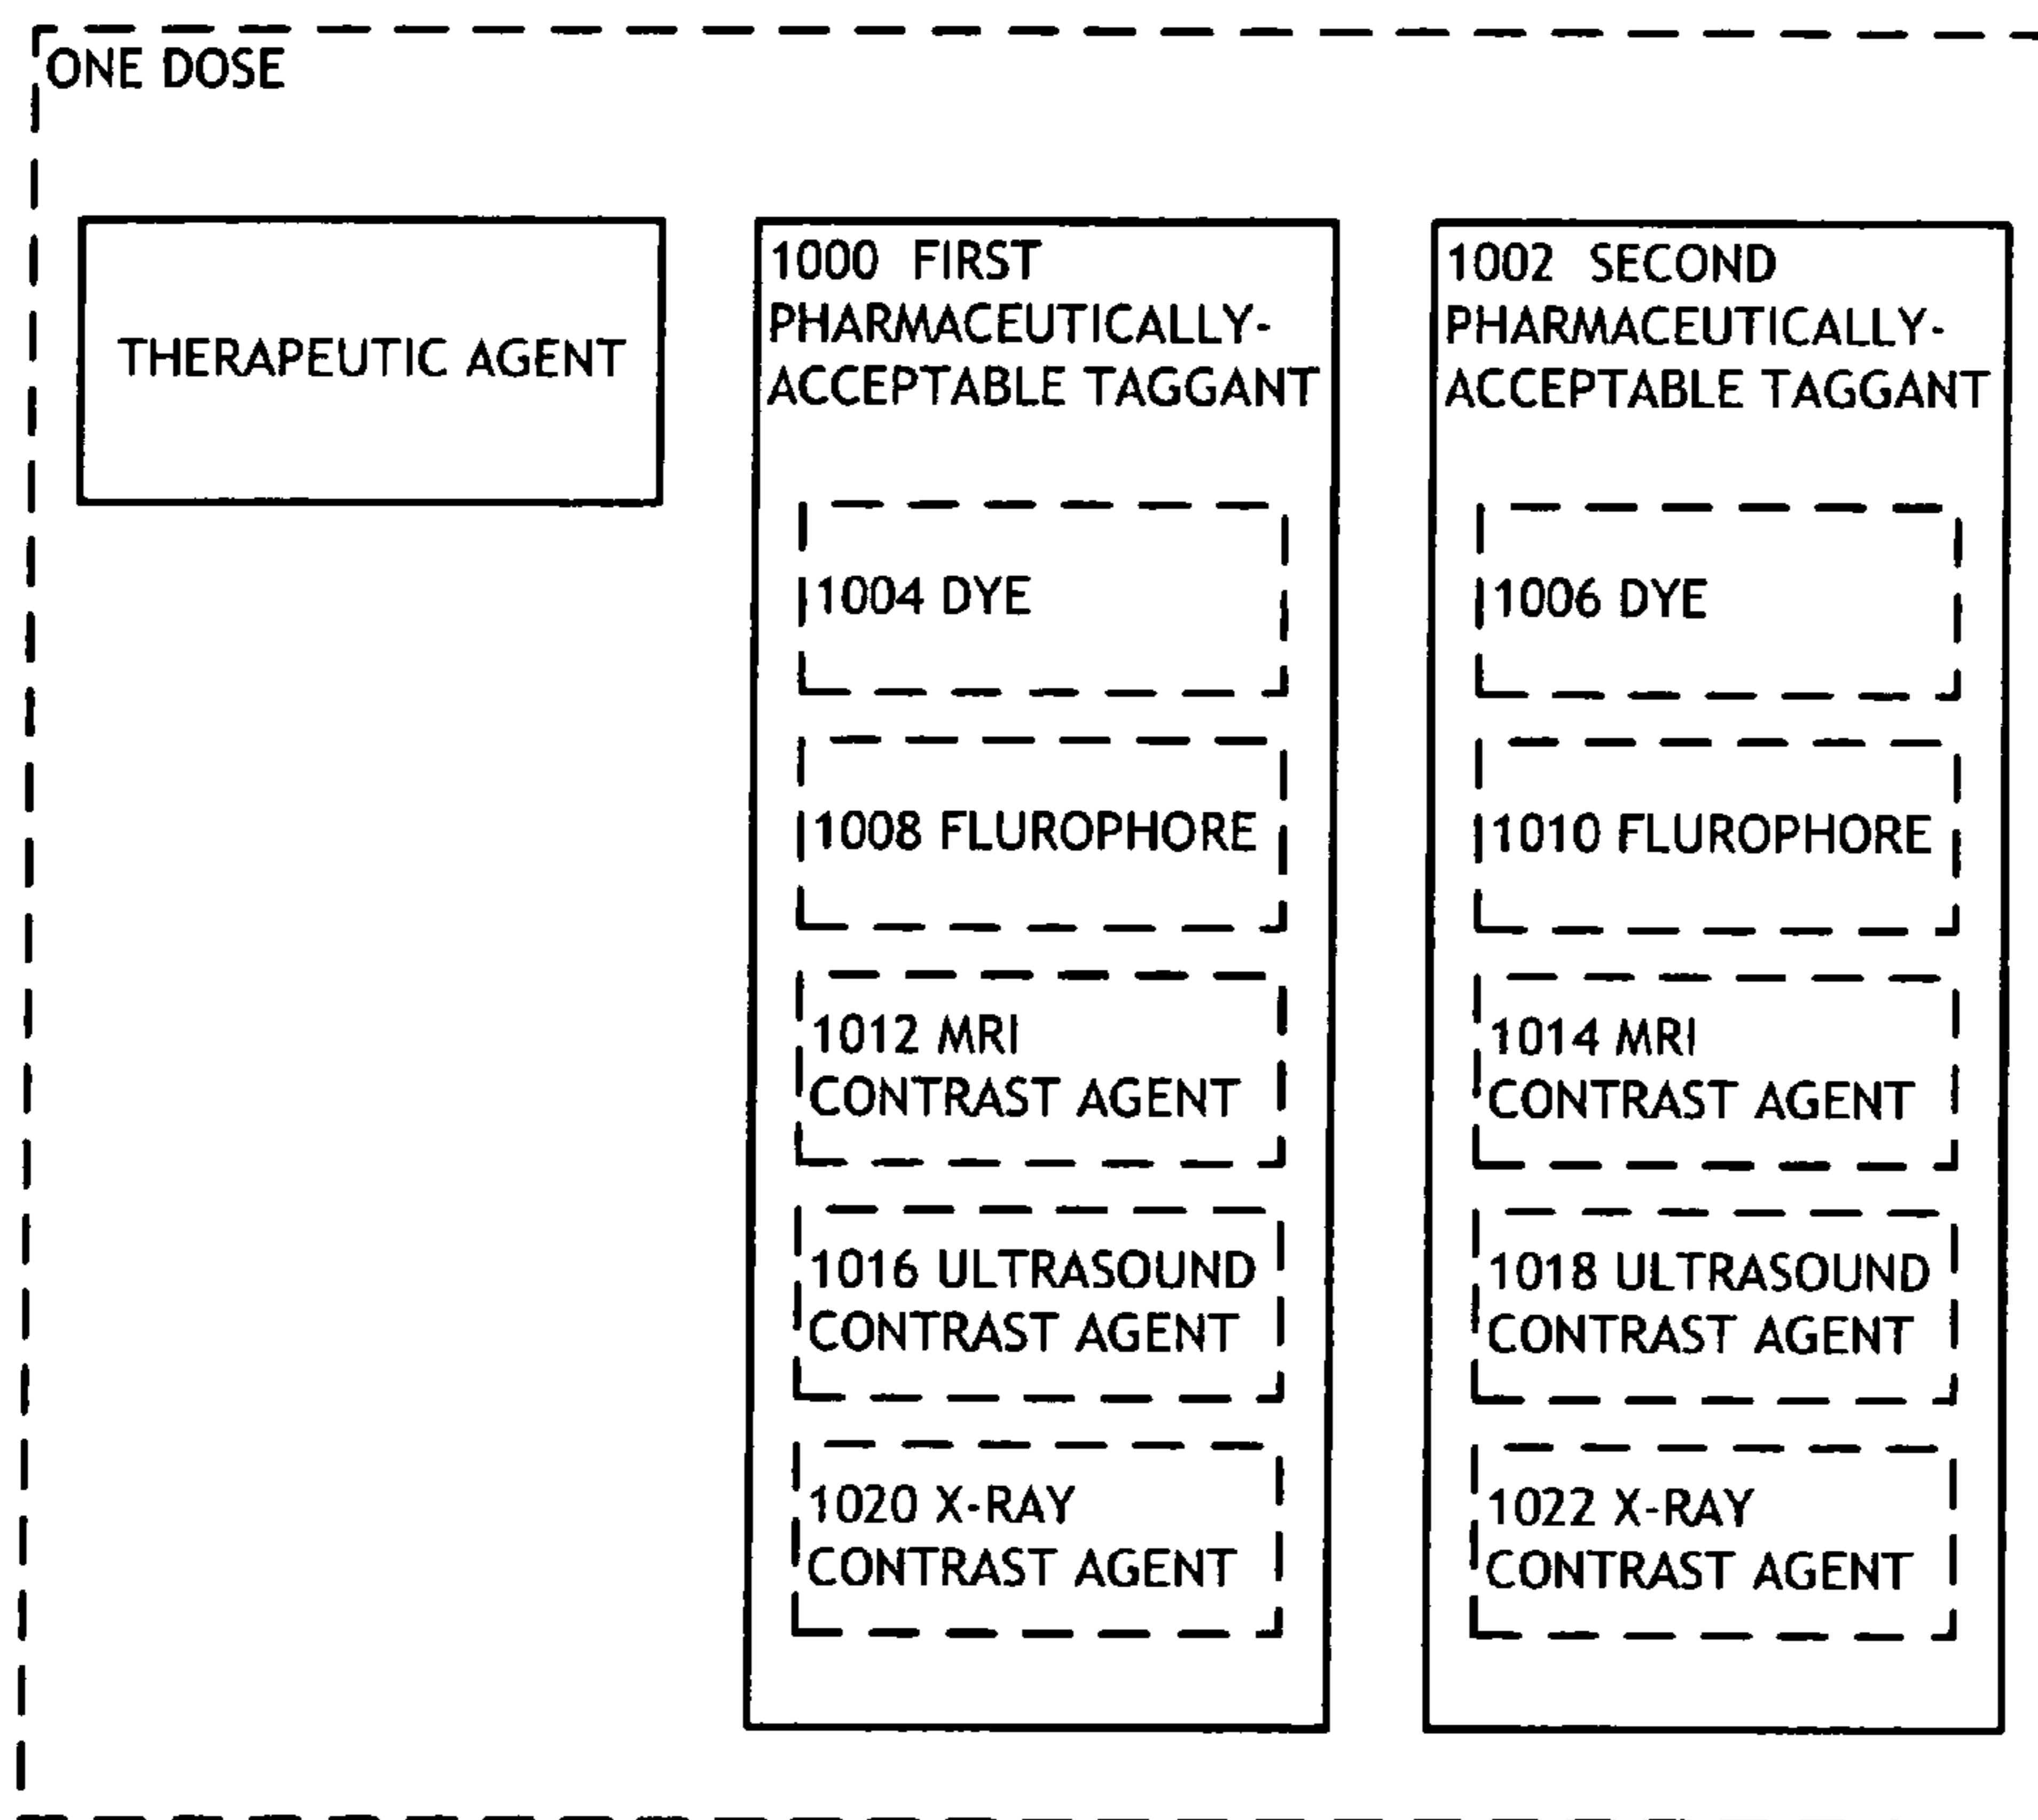 ONE DOSE
THERAPEUTIC AGENT
1000 FIRST
PHARMACEUTICALLY-
ACCEPTABLE TAGGANT
1004 DYE
1008 FLUROPHORE
1012 MRI
CONTRAST AGENT
1016 ULTRASOUND
CONTRAST AGENT
1020 X-RAY
CONTRAST AGENT
1002 SECOND
PHARMACEUTICALLY-
ACCEPTABLE TAGGANT
1006 DYE
1010 FLUROPHORE
1014 MRI
CONTRAST AGENT
1018 ULTRASOUND
CONTRAST AGENT
1022 X-RAY
CONTRAST AGENT